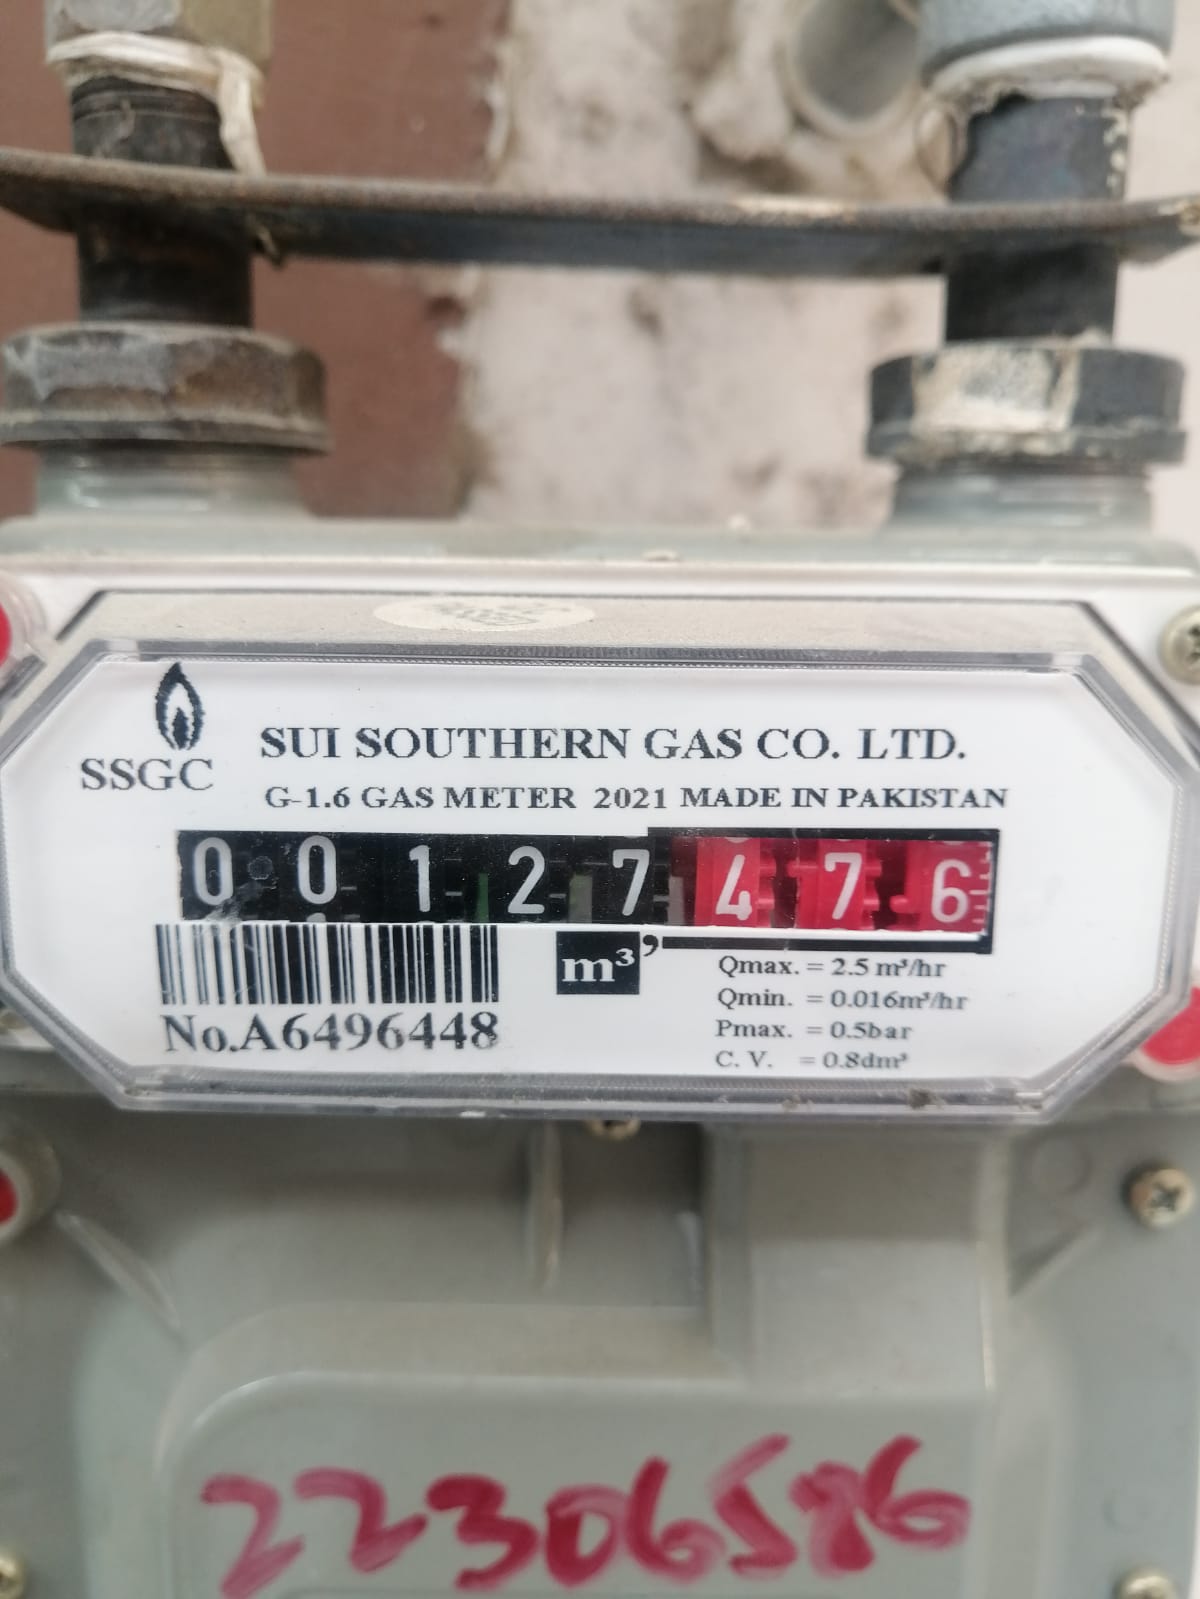 SSGC
SUI SOUTHERN GAS CO. LTD.
G-1.6 GAS METER 2021 MADE IN PAKISTAN
0 0 1 2 7 4 7 6
m³
No.A6496448
Qmax. = 2.5 m³/hr
Qmin. = 0.016m³/hr
Pmax. = 0.5bar
C. V. = 0.8dm³
22306586